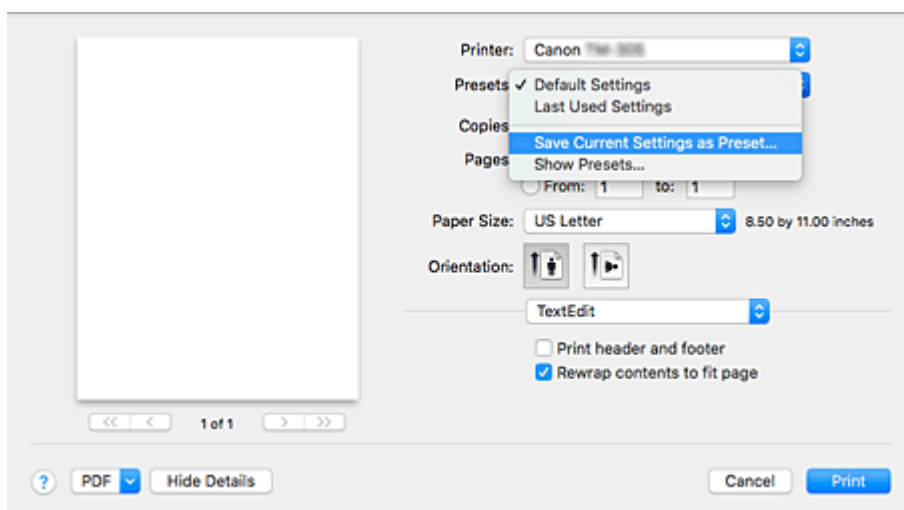 Printer: Canon
Presets ✓ Default Settings
Last Used Settings
Copies
Save Current Settings as Preset...
Pages
Show Presets...
From: 1 to: 1
Paper Size: US Letter 8.50 by 11.00 inches
Orientation:
TextEdit
Print header and footer
Rewrap contents to fit page
<< < 1 of 1 > >>
? PDF Hide Details Cancel Print